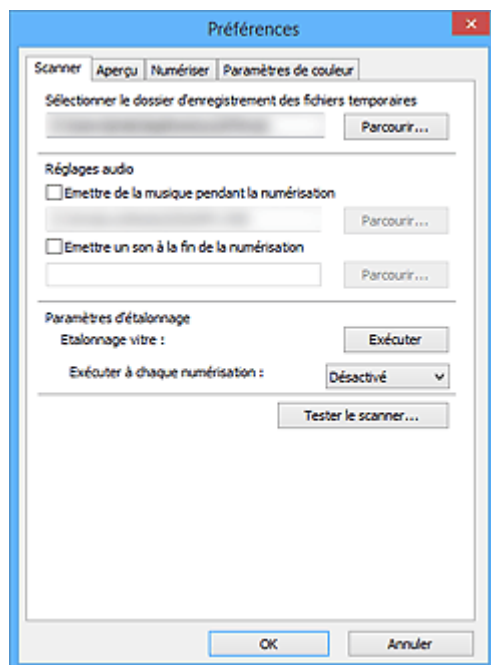 Préférences
Scanner Aperçu Numériser Paramètres de couleur
Sélectionner le dossier d'enregistrement des fichiers temporaires
Parcourir...
Réglages audio
Emettre de la musique pendant la numérisation
Parcourir...
Emettre un son à la fin de la numérisation
Parcourir...
Paramètres d'étalonnage
Etalonnage vitre : Exécuter
Exécuter à chaque numérisation : Désactivé
Tester le scanner...
OK Annuler